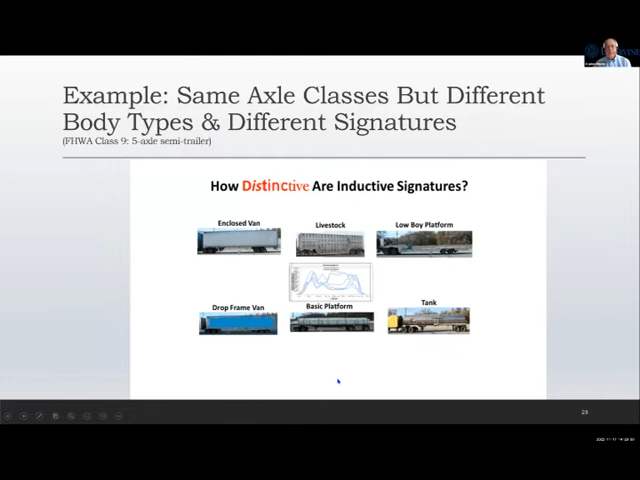 Example: Same Axle Classes But Different
Body Types & Different Signatures
(FHWA Class 9: 5-axle semi-trailer)
How Distinctive Are Inductive Signatures?
Enclosed Van
Livestock
Low Boy Platform
Drop Frame Van
Basic Platform
Tank
23